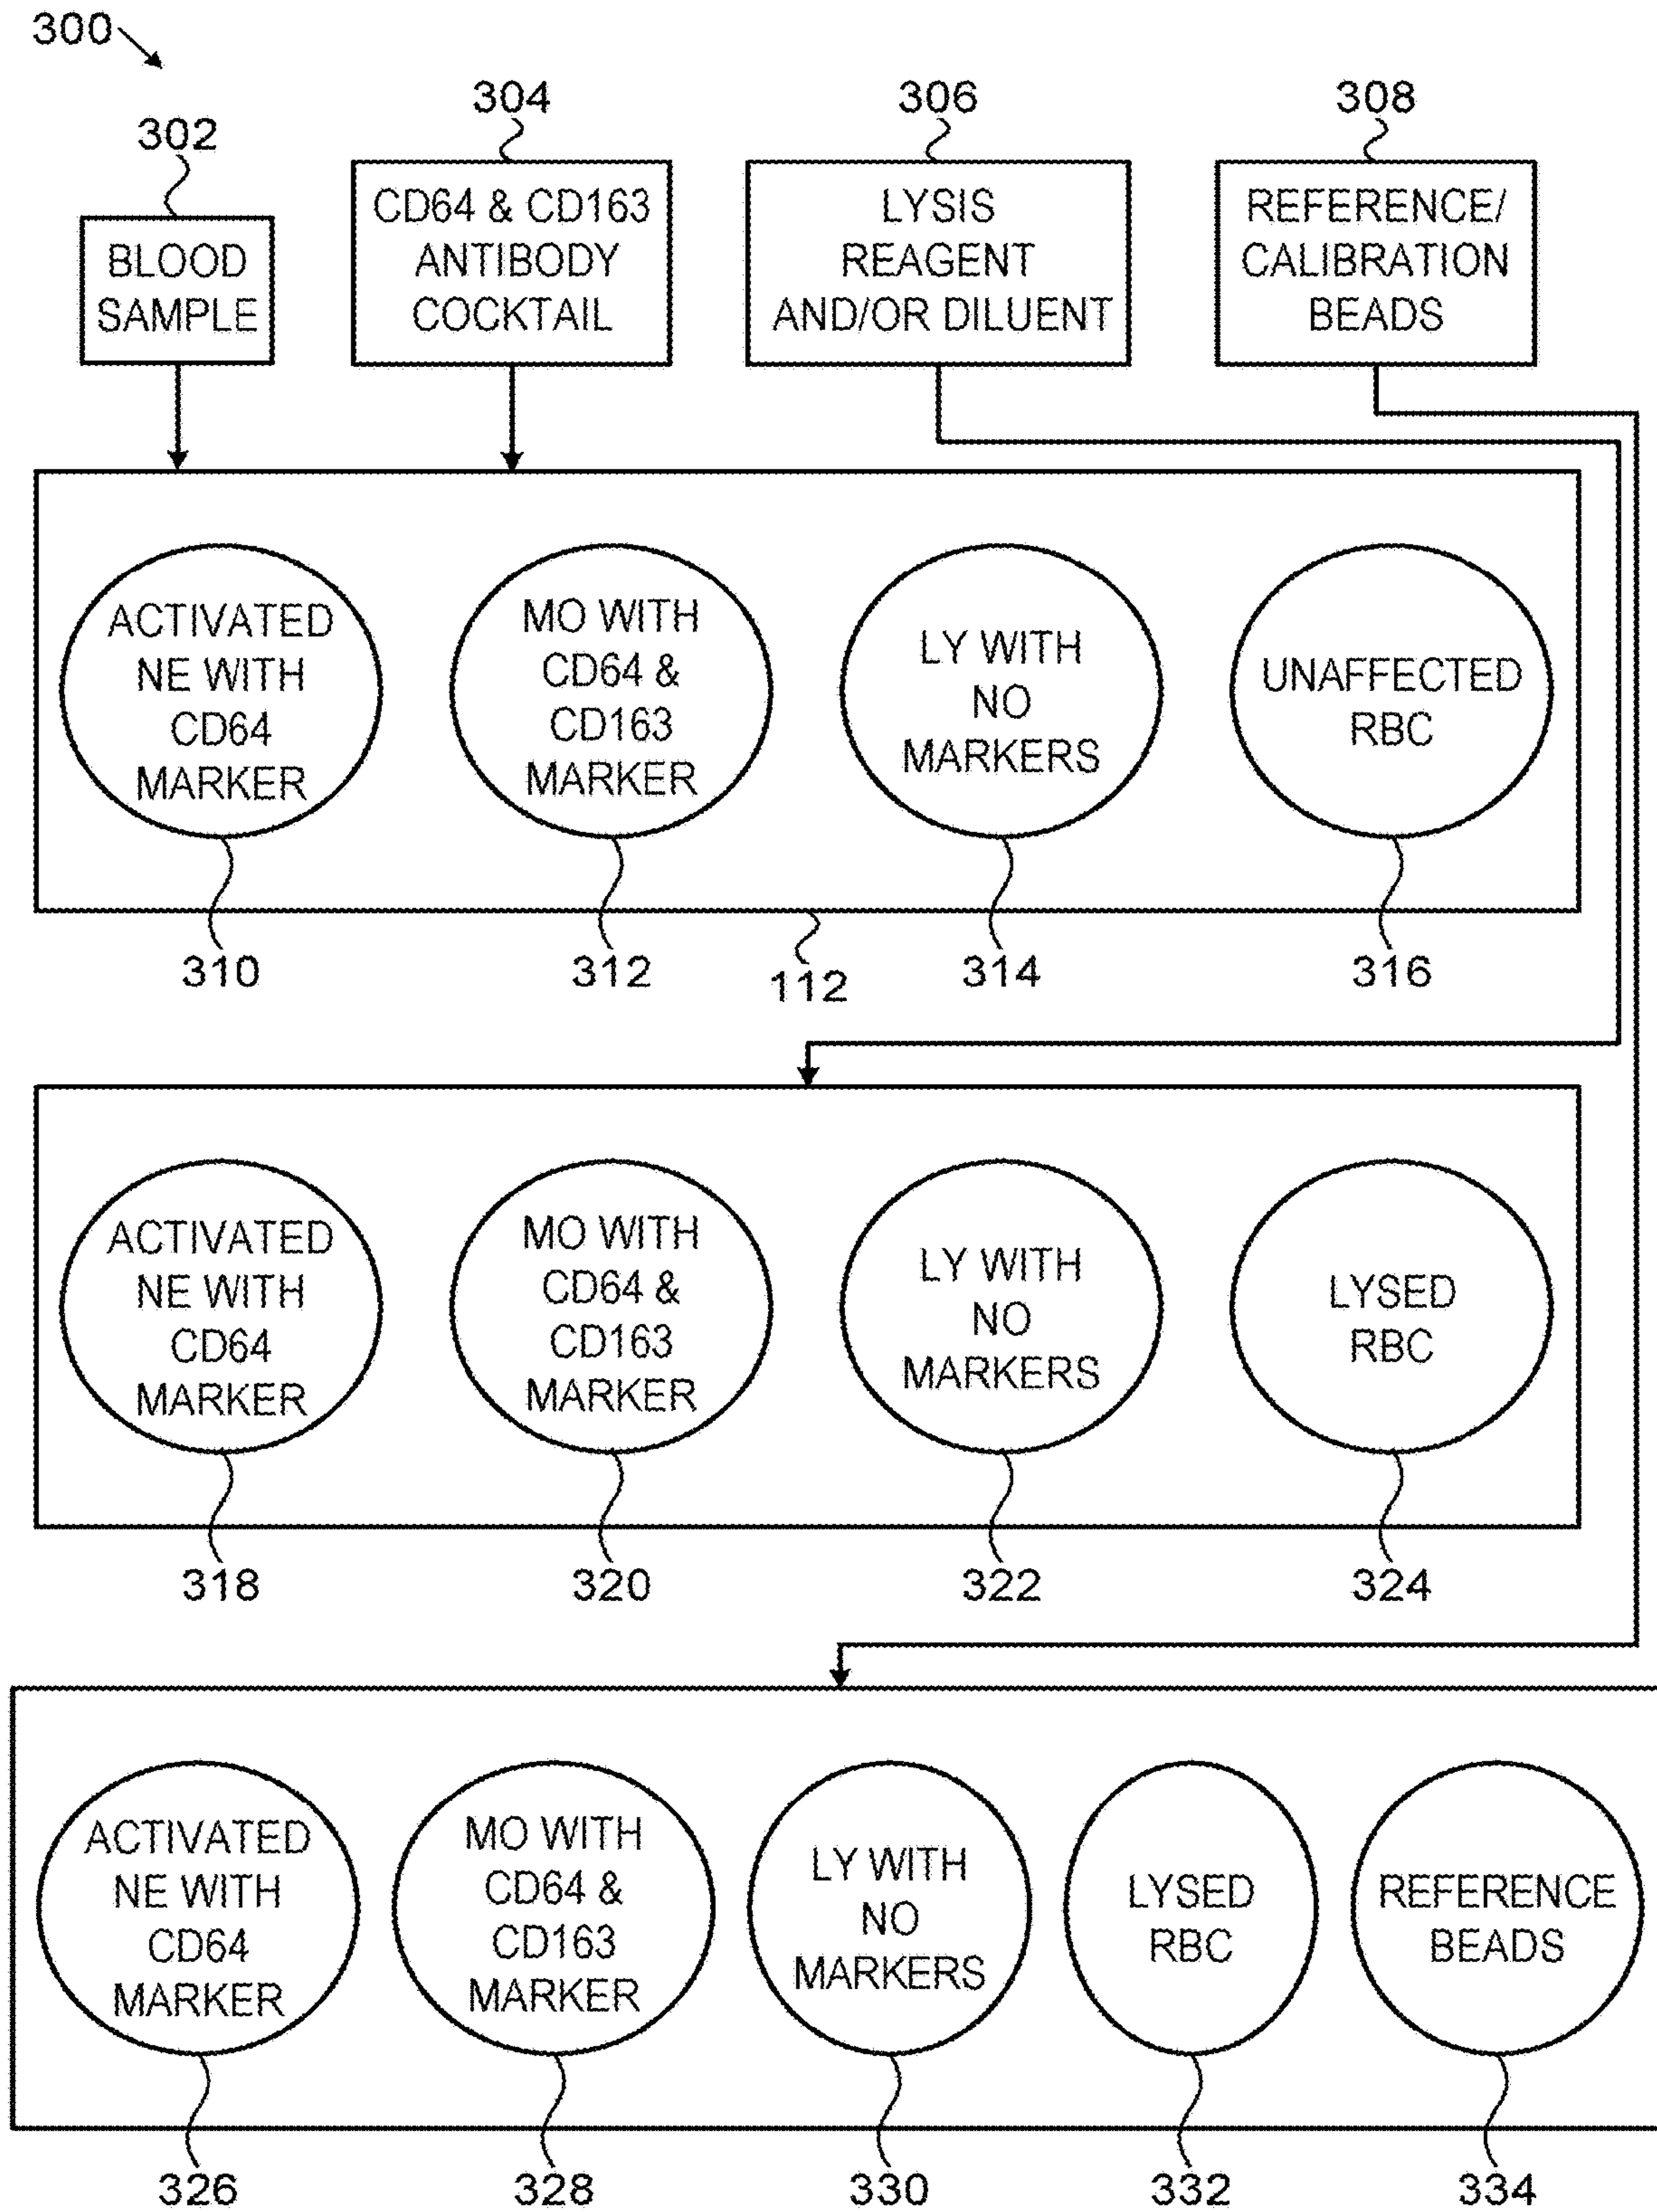 300
302
304
306
308
BLOOD
SAMPLE
CD64 & CD163
ANTIBODY
COCKTAIL
LYSIS
REAGENT
AND/OR DILUENT
REFERENCE/
CALIBRATION
BEADS
ACTIVATED
NE WITH
CD64
MARKER
MO WITH
CD64 &
CD163
MARKER
LY WITH
NO
MARKERS
UNAFFECTED
RBC
310
312
112
314
316
ACTIVATED
NE WITH
CD64
MARKER
MO WITH
CD64 &
CD163
MARKER
LY WITH
NO
MARKERS
LYSED
RBC
318
320
322
324
ACTIVATED
NE WITH
CD64
MARKER
MO WITH
CD64 &
CD163
MARKER
LY WITH
NO
MARKERS
LYSED
RBC
REFERENCE
BEADS
326
328
330
332
334